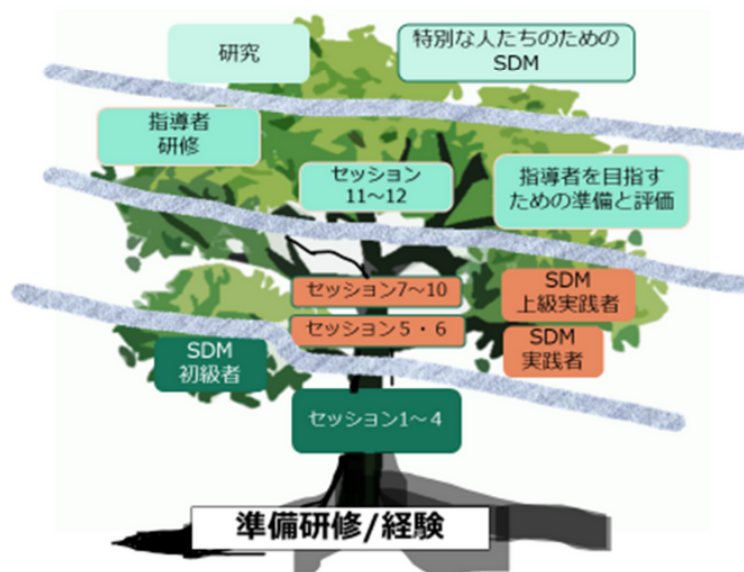 研究
特別な人たちのための
SDM
指導者
研修
セッション
11～12
指導者を目指す
ための準備と評価
セッション7～10
SDM
上級実践者
セッション5・6
SDM
実践者
SDM
初級者
セッション1～4
準備研修/経験